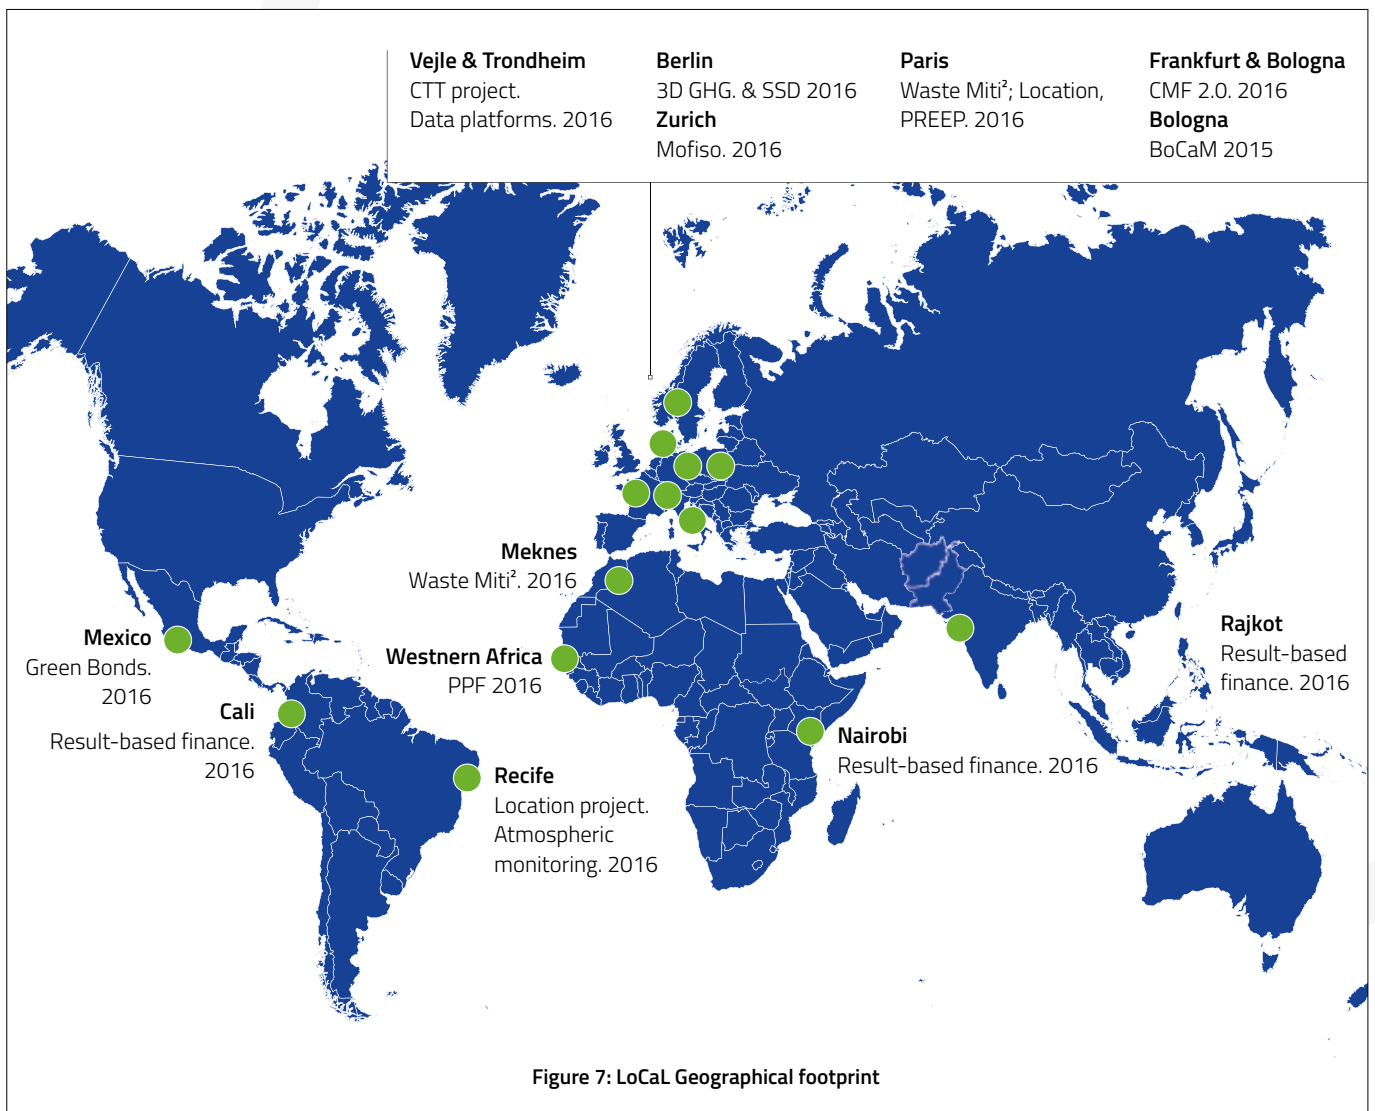 Vejle & Trondheim
CTT project.
Data platforms. 2016
Berlin
3D GHG. & SSD 2016
Zurich
Mofiso. 2016
Paris
Waste Miti²; Location,
PREEP. 2016
Frankfurt & Bologna
CMF 2.0. 2016
Bologna
BoCaM 2015
Meknes
Waste Miti². 2016
Mexico
Green Bonds.
2016
Westnern Africa
PPF 2016
Rajkot
Result-based
finance. 2016
Cali
Result-based finance.
2016
Nairobi
Result-based finance. 2016
Recife
Location project.
Atmospheric
monitoring. 2016
Figure 7: LoCaL Geographical footprint